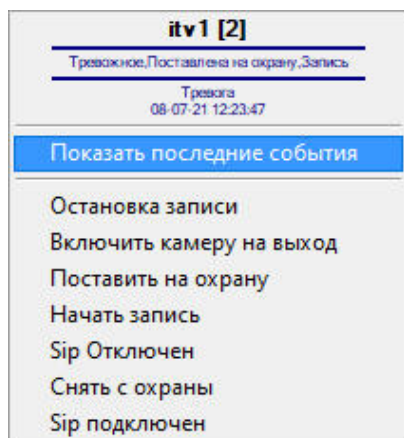 itv1 [2]
Тревожное,Поставлена на охрану,Запись
Тревога
08-07-21 12:23:47
Показать последние события
Остановка записи
Включить камеру на выход
Поставить на охрану
Начать запись
Sip Отключен
Снять с охраны
Sip подключен